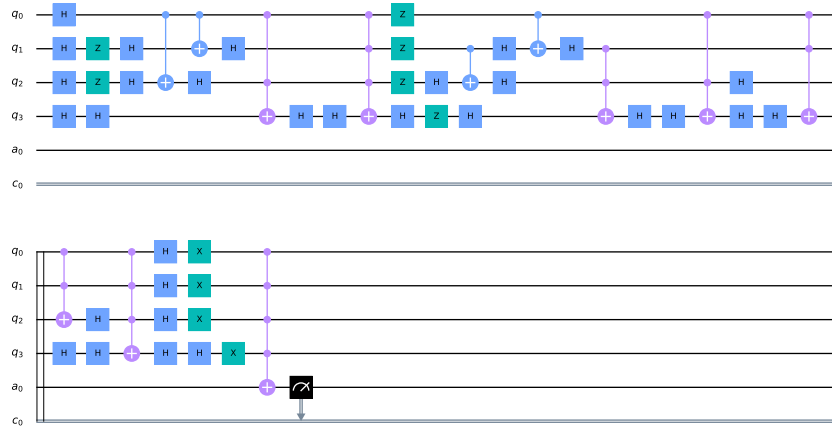 q0 H Z
q1 H Z H H Z H H
q2 H Z H H Z H H H
q3 H H H H H Z H H H H H
a0
c0
q0 H X
q1 H X
q2 H H X
q3 H H H H X
a0
c0